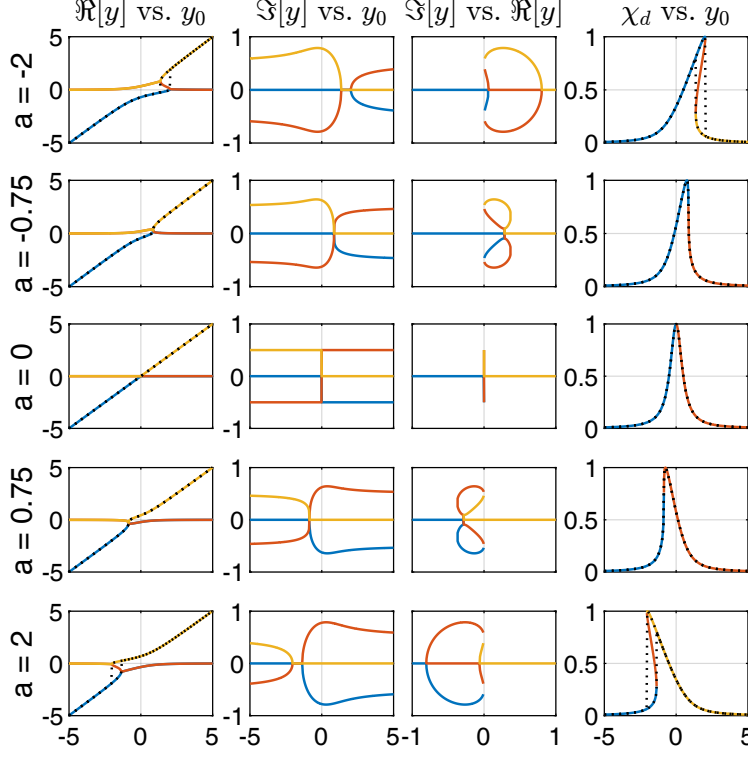 ℜ[y] vs. y₀ ℑ[y] vs. y₀ ℑ[y] vs. ℜ[y] χ_d vs. y₀
a = -2
5 0 -5
1 0 -1
1 0.5 0
a = -0.75
5 0 -5
1 0 -1
1 0.5 0
a = 0
5 0 -5
1 0 -1
1 0.5 0
a = 0.75
5 0 -5
1 0 -1
1 0.5 0
a = 2
5 0 -5
1 0 -1
1 0.5 0
-5 0 5 0 5 -1 0 1 -5 0 5